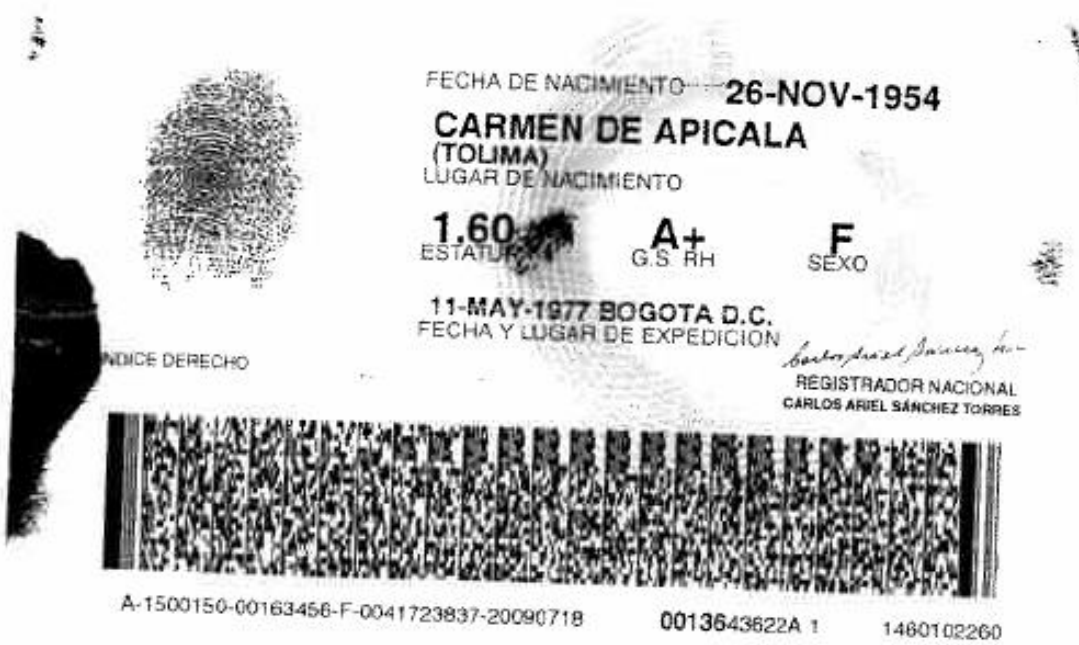 FECHA DE NACIMIENTO 26-NOV-1954
CARMEN DE APICALA
(TOLIMA)
LUGAR DE NACIMIENTO
1.60 A+ F
ESTATURA G.S. RH SEXO
11-MAY-1977 BOGOTA D.C.
FECHA Y LUGAR DE EXPEDICION
INDICE DERECHO
REGISTRADOR NACIONAL
CARLOS ARIEL SÁNCHEZ TORRES
A-1500150-00163456-F-0041723837-20090718 0013643622A 1 1460102260